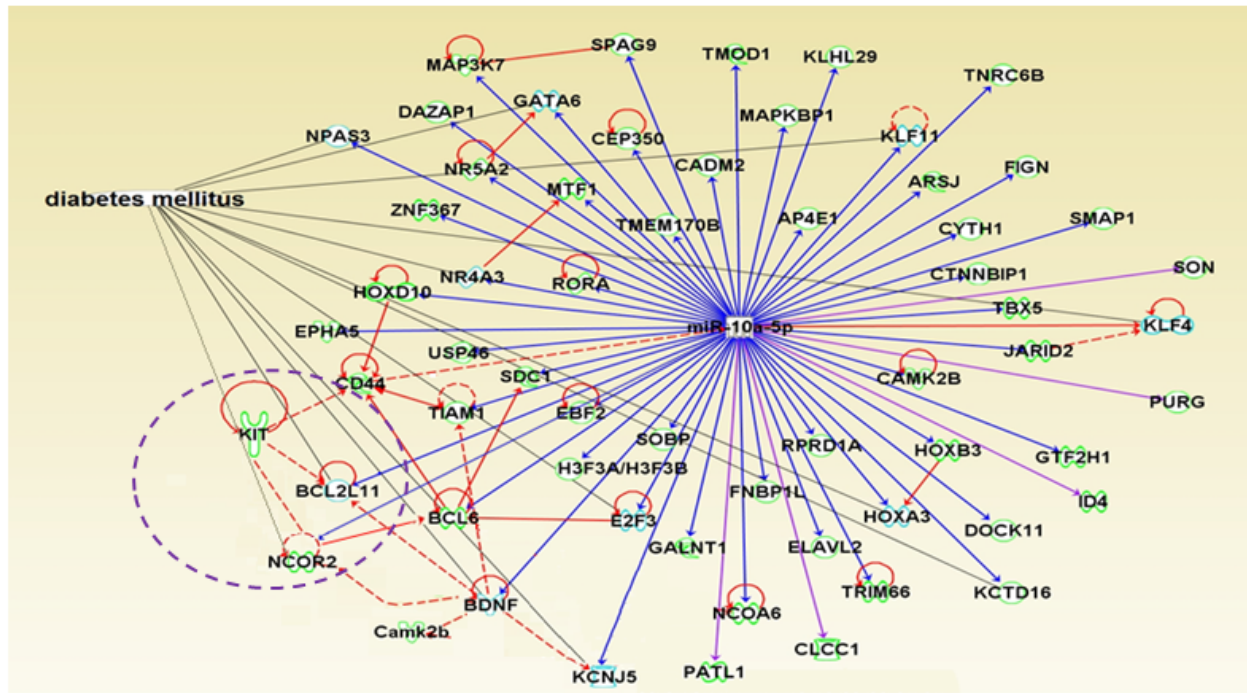 SPAG9
MAP3K7
TMOD1
KLHL29
TNRC6B
GATA6
DAZAP1
MAPKBP1
NPAS3
CEP350
KLF11
NR5A2
CADM2
FIGN
MTF1
ARSJ
diabetes mellitus
ZNF367
TMEM170B
AP4E1
SMAP1
CYTH1
NR4A3
RORA
CTNNBIP1
SON
HOXD10
TBX5
EPHA5
miR-10a-5p
KLF4
USP46
JARID2
CD44
SDC1
CAMK2B
TIAM1
EBF2
PURG
KIT
SOBP
RPRD1A
HOXB3
GTF2H1
H3F3A/H3F3B
BCL2L11
FNBP1L
ID4
BCL6
E2F3
HOXA3
DOCK11
GALNT1
ELAVL2
NCOR2
TRIM66
KCTD16
BDNF
NCOA6
Camk2b
CLCC1
KCNJ5
PATL1